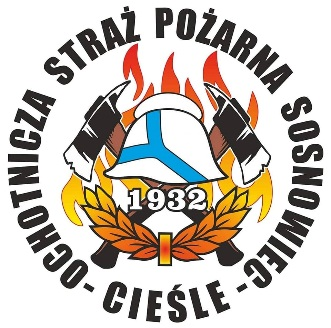 OCHOTNICZA STRAŻ POŻARNA SOSNOWIEC
- CIEŚLE -
1932